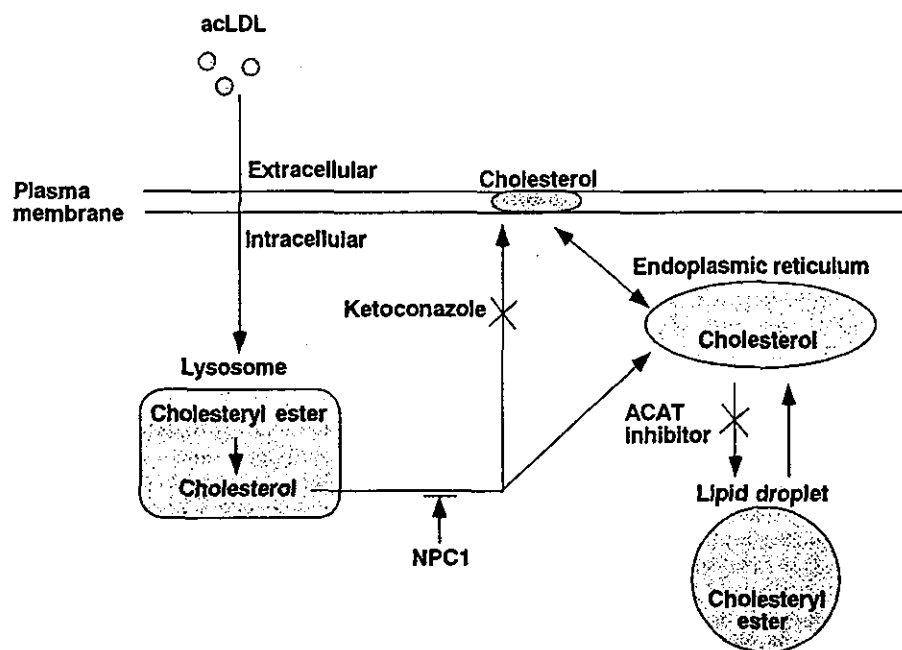 acLDL
Extracellular
Plasma
membrane
Cholesterol
Intracellular
Endoplasmic reticulum
Ketoconazole
Cholesterol
Lysosome
Cholesteryl ester
Cholesterol
ACAT
inhibitor
Lipid droplet
NPC1
Cholesteryl
ester